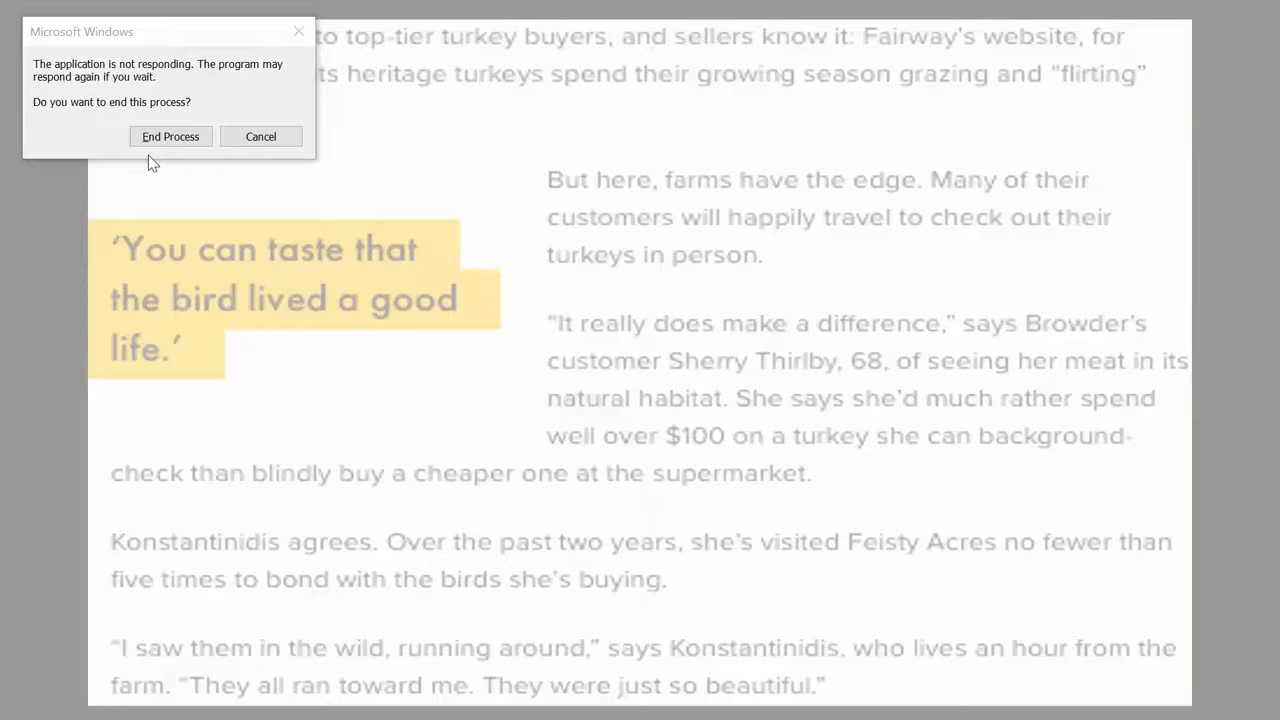 Microsoft Windows
The application is not responding. The program may
respond again if you wait.
Do you want to end this process?
End Process
Cancel
to top-tier turkey buyers, and sellers know it: Fairway’s website, for
ts heritage turkeys spend their growing season grazing and “flirting”
But here, farms have the edge. Many of their
customers will happily travel to check out their
turkeys in person.
‘You can taste that
the bird lived a good
life.’
“It really does make a difference,” says Browder’s
customer Sherry Thirlby, 68, of seeing her meat in its
natural habitat. She says she’d much rather spend
well over $100 on a turkey she can background-
check than blindly buy a cheaper one at the supermarket.
Konstantinidis agrees. Over the past two years, she’s visited Feisty Acres no fewer than
five times to bond with the birds she’s buying.
“I saw them in the wild, running around,” says Konstantinidis, who lives an hour from the
farm. “They all ran toward me. They were just so beautiful.”